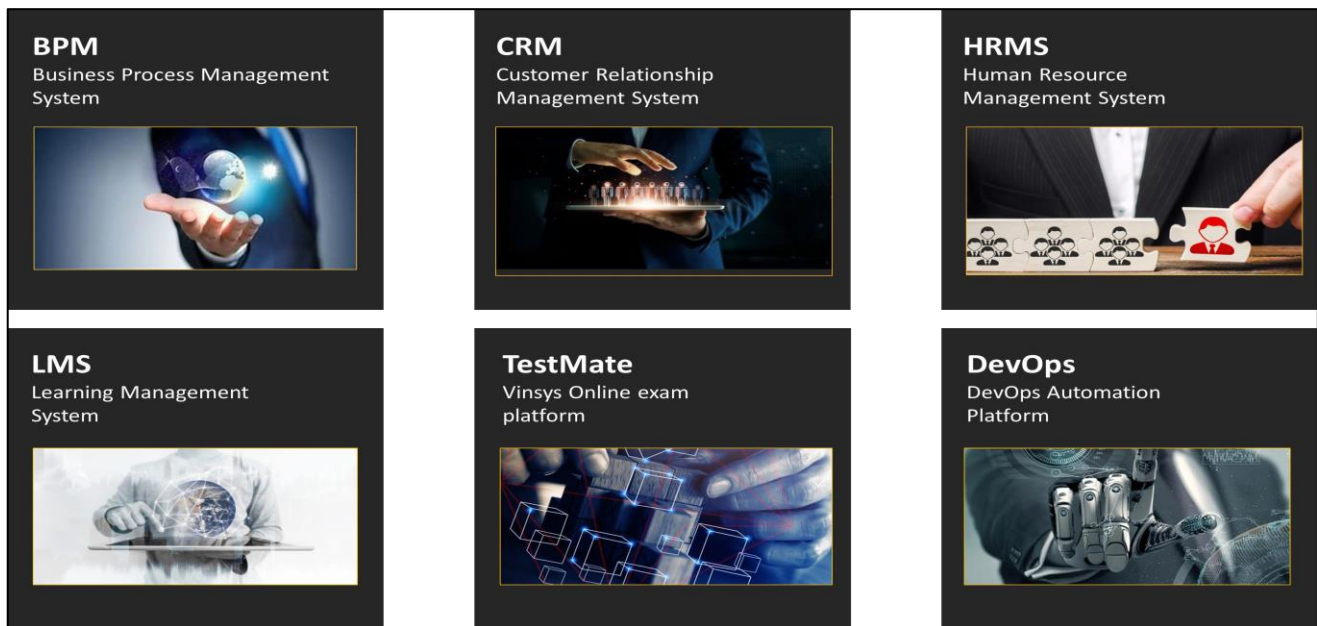 BPM
Business Process Management
System
CRM
Customer Relationship
Management System
HRMS
Human Resource
Management System
LMS
Learning Management
System
TestMate
Vinsys Online exam
platform
DevOps
DevOps Automation
Platform